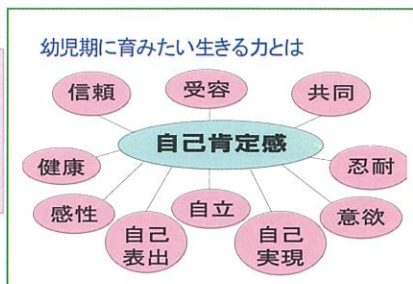 幼児期に育みたい生きる力とは
信頼
受容
共同
自己肯定感
健康
忍耐
感性
自立
意欲
自己
表出
自己
実現